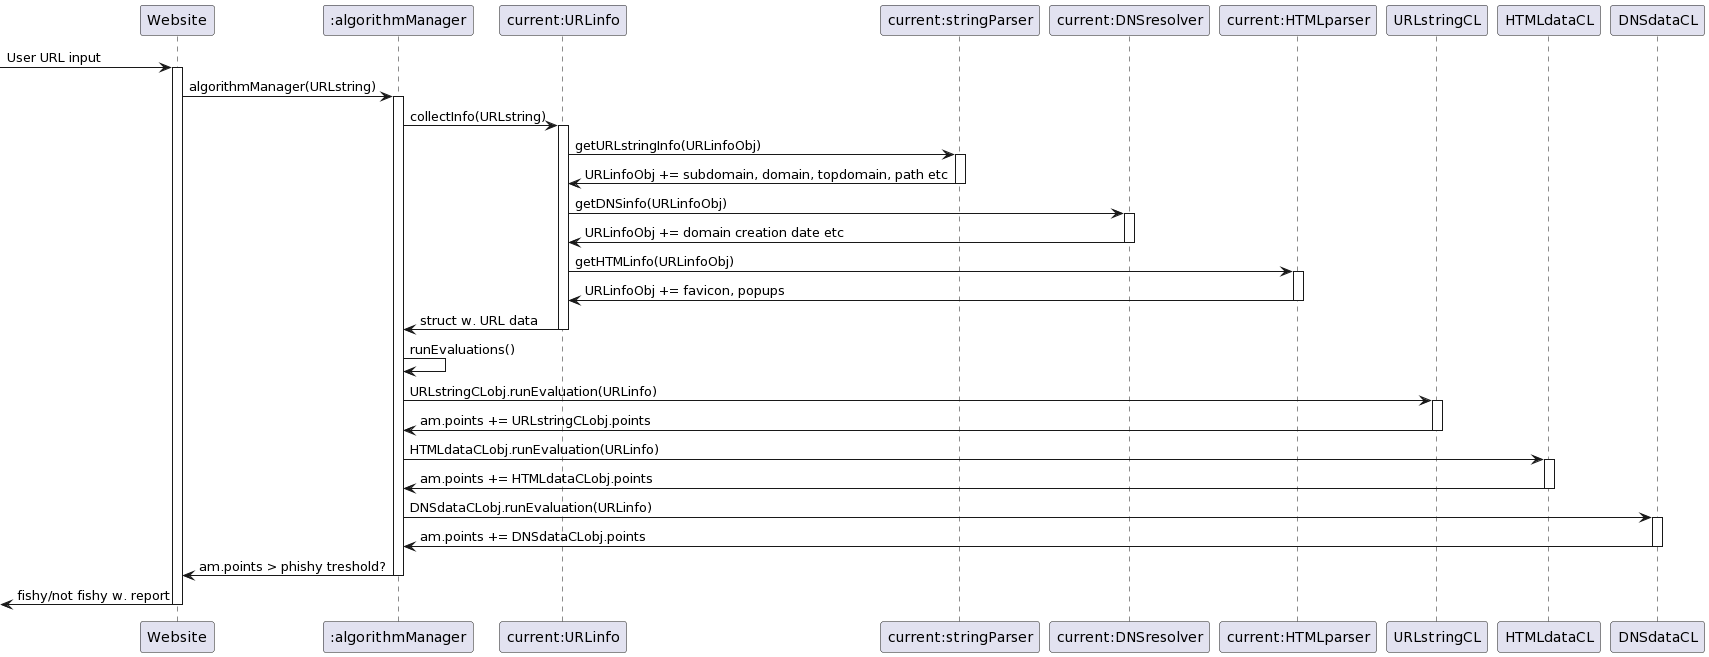 Website
:algorithmManager
current:URLinfo
current:stringParser
current:DNSresolver
current:HTMLparser
URLstringCL
HTMLdataCL
DNSdataCL
User URL input
algorithmManager(URLstring)
collectInfo(URLstring)
getURLstringInfo(URLinfoObj)
URLinfoObj += subdomain, domain, topdomain, path etc
getDNSinfo(URLinfoObj)
URLinfoObj += domain creation date etc
getHTMLinfo(URLinfoObj)
URLinfoObj += favicon, popups
struct w. URL data
runEvaluations()
URLstringCLobj.runEvaluation(URLinfo)
am.points += URLstringCLobj.points
HTMLdataCLobj.runEvaluation(URLinfo)
am.points += HTMLdataCLobj.points
DNSdataCLobj.runEvaluation(URLinfo)
am.points += DNSdataCLobj.points
am.points > phishy treshold?
fishy/not fishy w. report
Website
:algorithmManager
current:URLinfo
current:stringParser
current:DNSresolver
current:HTMLparser
URLstringCL
HTMLdataCL
DNSdataCL